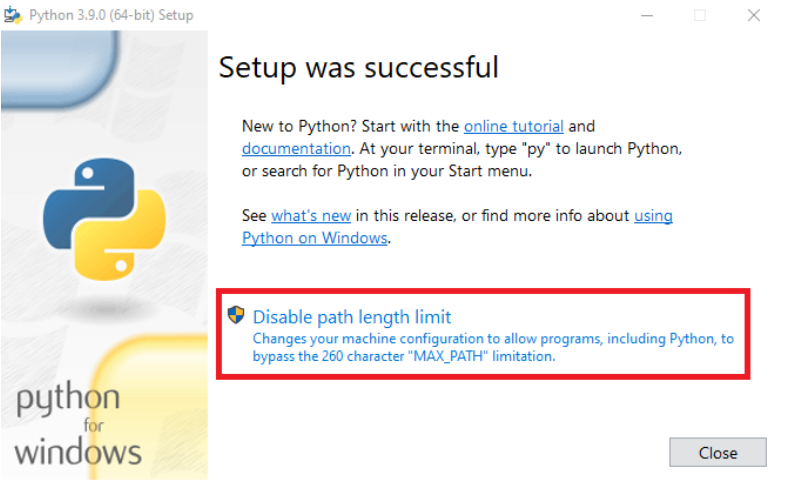 Python 3.9.0 (64-bit) Setup
Setup was successful
New to Python? Start with the online tutorial and
documentation. At your terminal, type "py" to launch Python,
or search for Python in your Start menu.
See what's new in this release, or find more info about using
Python on Windows.
Disable path length limit
Changes your machine configuration to allow programs, including Python, to
bypass the 260 character "MAX_PATH" limitation.
python
for
windows
Close